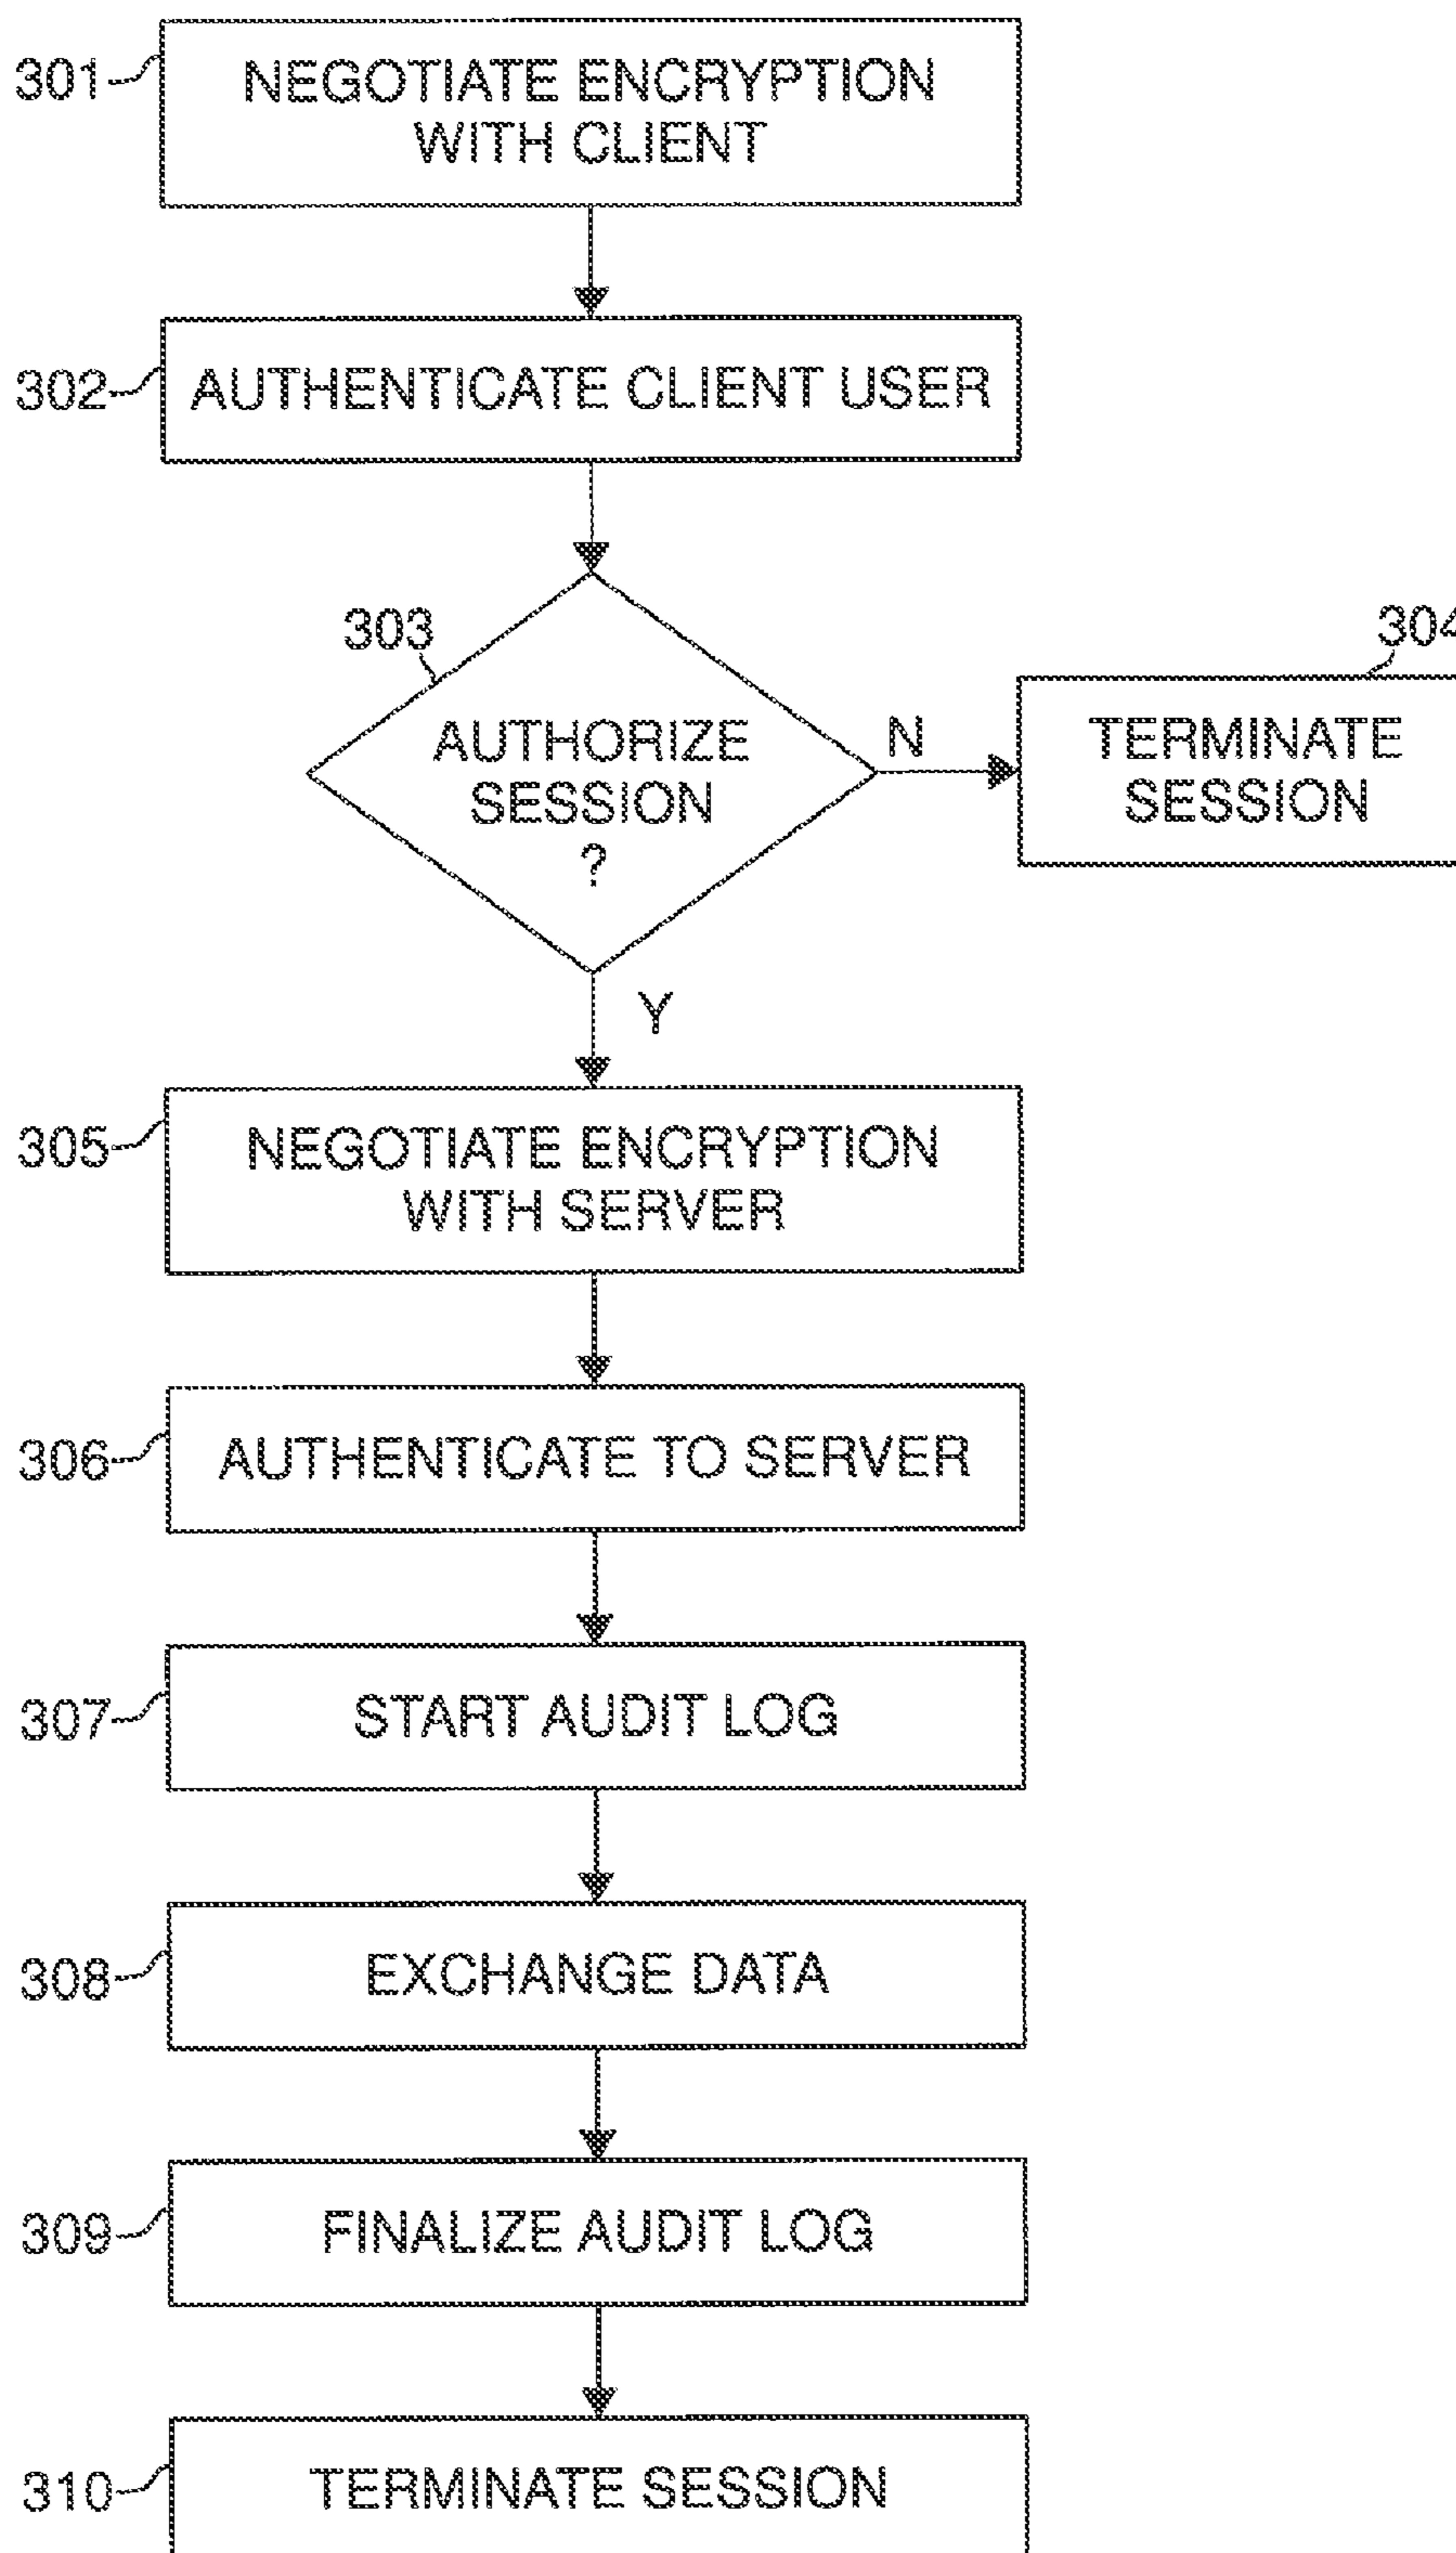 301
NEGOTIATE ENCRYPTION
WITH CLIENT
302
AUTHENTICATE CLIENT USER
303
AUTHORIZE
SESSION
?
N
304
TERMINATE
SESSION
Y
305
NEGOTIATE ENCRYPTION
WITH SERVER
306
AUTHENTICATE TO SERVER
307
START AUDIT LOG
308
EXCHANGE DATA
309
FINALIZE AUDIT LOG
310
TERMINATE SESSION